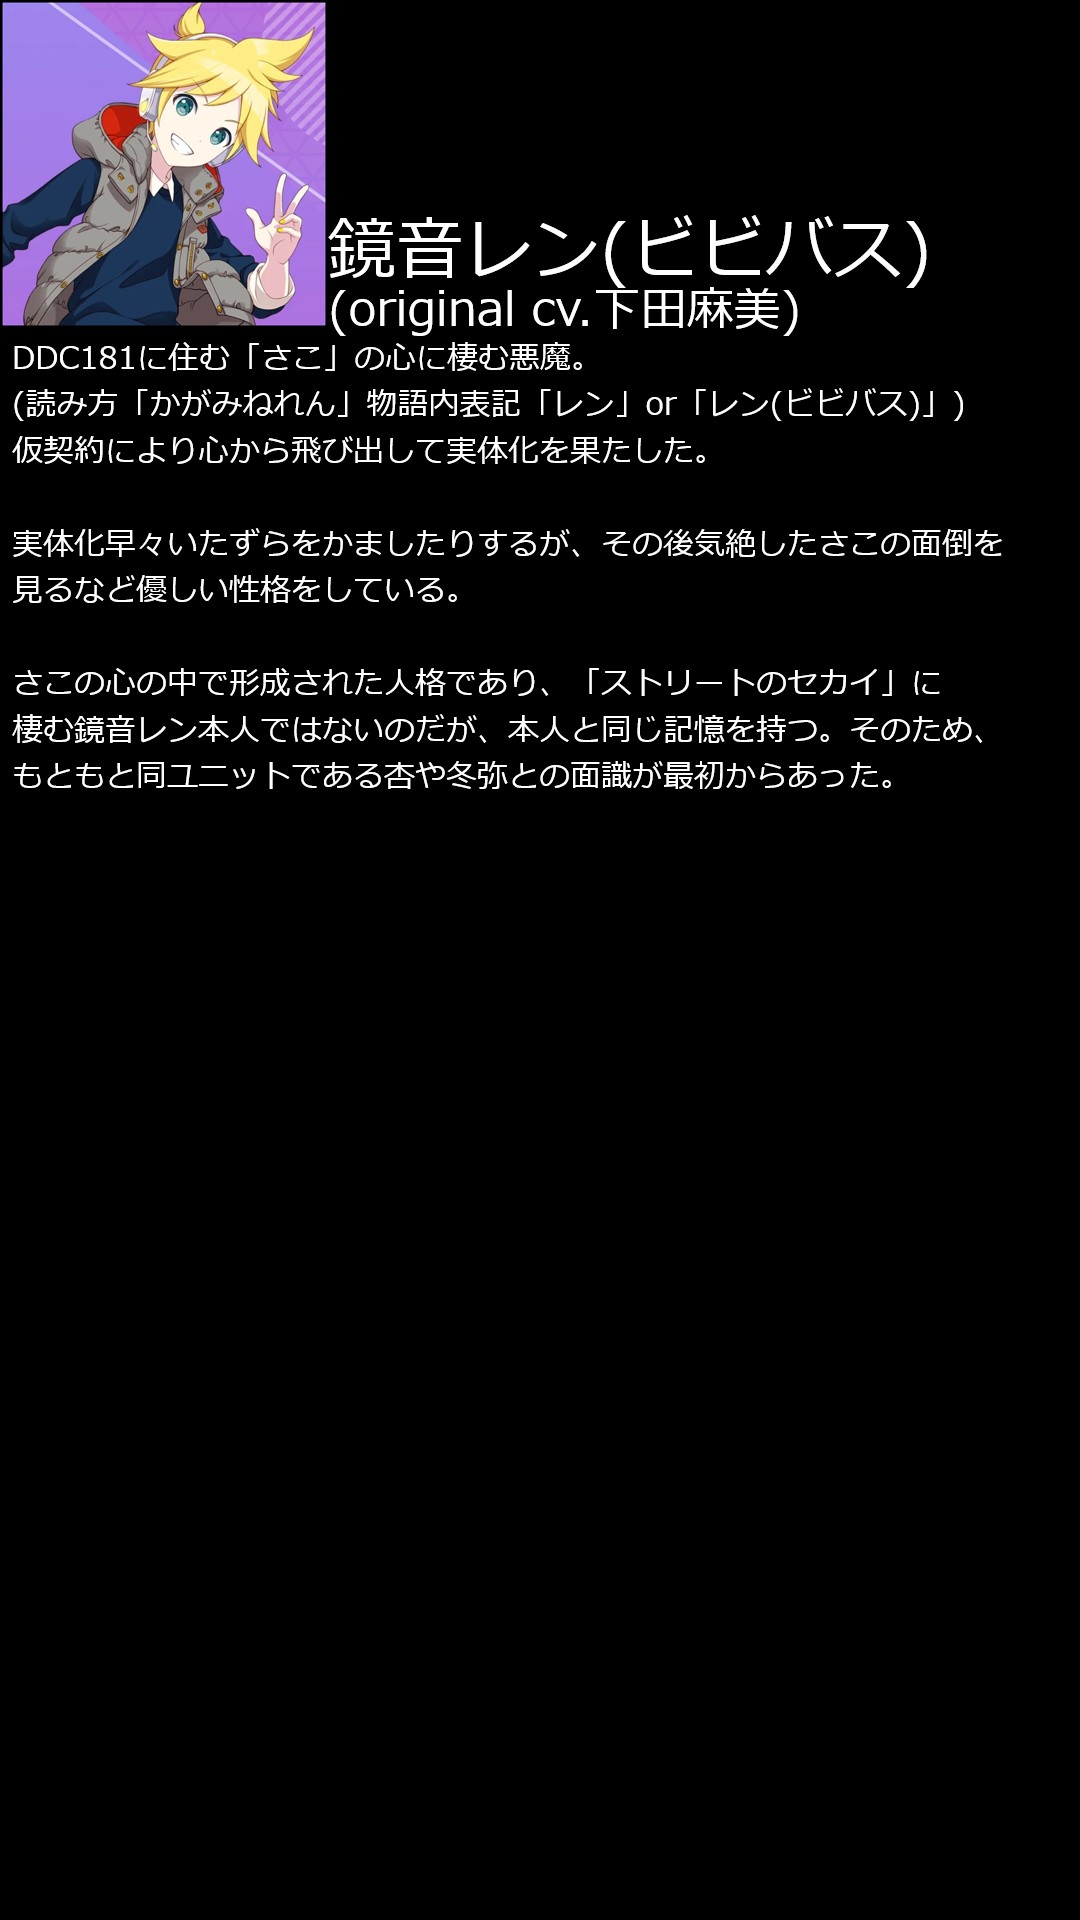 鏡音レン(ビビバス)
(original cv.下田麻美)
DDC181に住む「さこ」の心に棲む悪魔。
(読み方「かがみねれん」物語内表記「レン」or「レン(ビビバス)」)
仮契約により心から飛び出して実体化を果たした。
実体化早々いたずらをかましたりするが、その後気絶したさこの面倒を
見るなど優しい性格をしている。
さこの心の中で形成された人格であり、「ストリートのセカイ」に
棲む鏡音レン本人ではないのだが、本人と同じ記憶を持つ。そのため、
もともと同ユニットである杏や冬弥との面識が最初からあった。